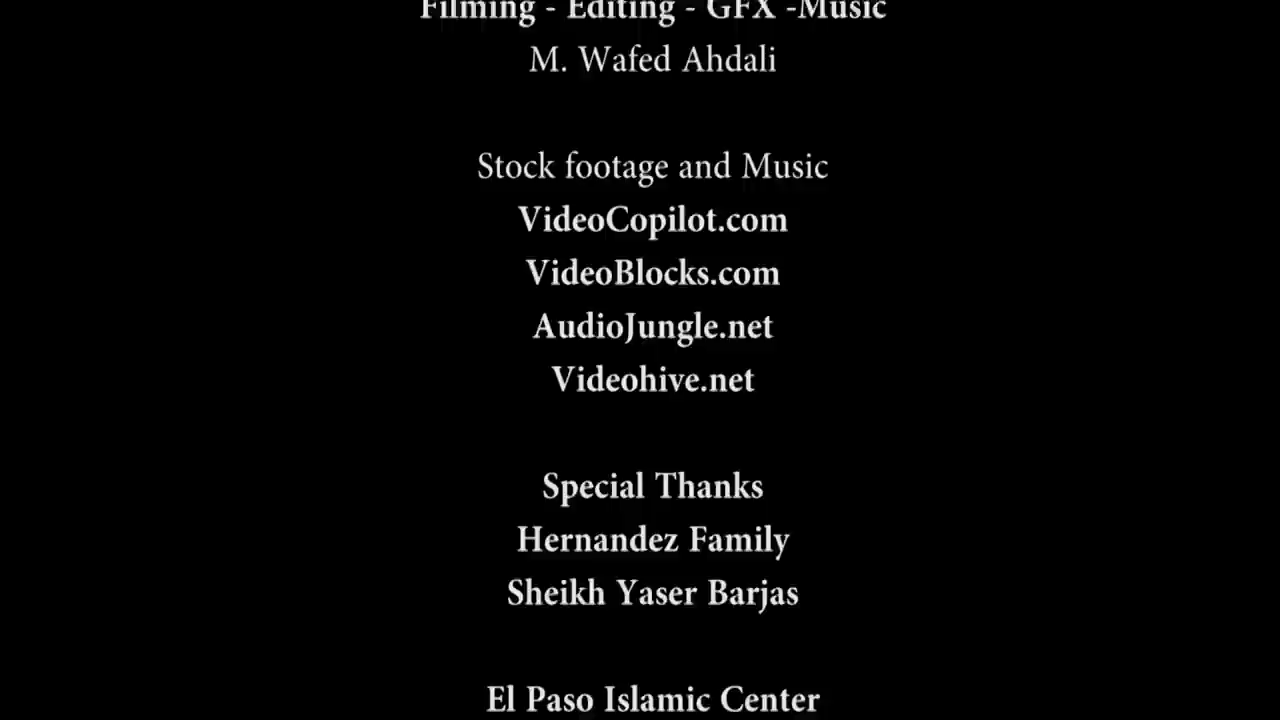 Filming - Editing - GFX -Music
M. Wafed Ahdali
Stock footage and Music
VideoCopilot.com
VideoBlocks.com
AudioJungle.net
Videohive.net
Special Thanks
Hernandez Family
Sheikh Yaser Barjas
El Paso Islamic Center